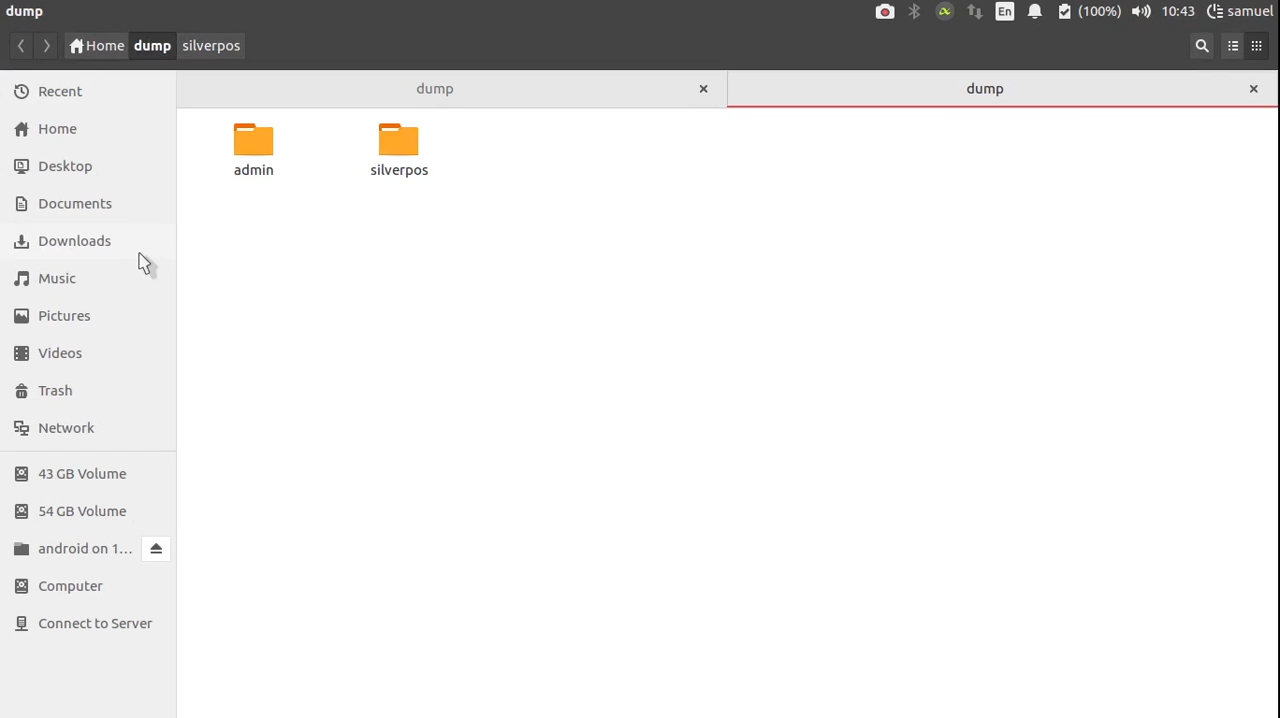 dump
En
(100%)
10:43
samuel
Home
dump
silverpos
Recent
Home
Desktop
Documents
Downloads
Music
Pictures
Videos
Trash
Network
43 GB Volume
54 GB Volume
android on 1...
Computer
Connect to Server
dump
dump
admin
silverpos